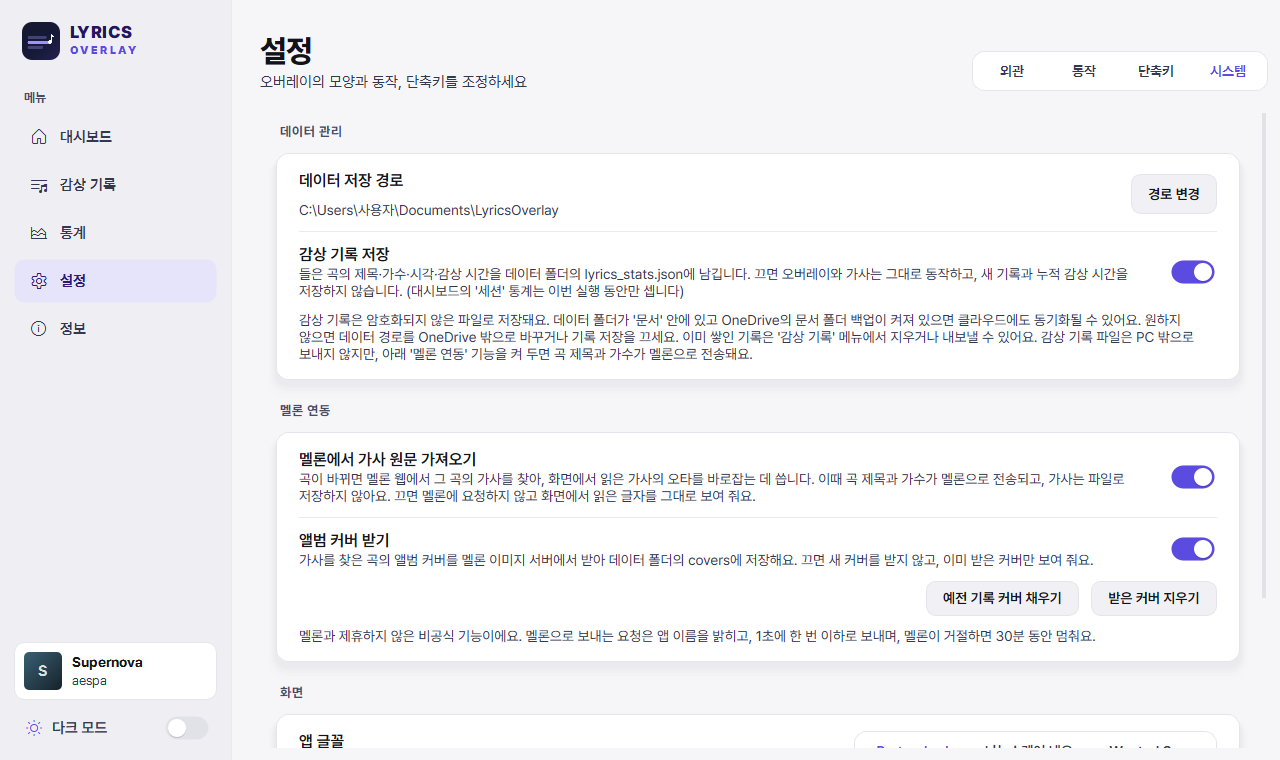 LYRICS
OVERLAY
메뉴
대시보드
감상 기록
통계
설정
정보
S
Supernova
aespa
다크 모드
설정
오버레이의 모양과 동작, 단축키를 조정하세요
외관
동작
단축키
시스템
데이터 관리
데이터 저장 경로
C:\Users\사용자\Documents\LyricsOverlay
경로 변경
감상 기록 저장
들은 곡의 제목·가수·시각·감상 시간을 데이터 폴더의 lyrics_stats.json에 남깁니다. 끄면 오버레이와 가사는 그대로 동작하고, 새 기록과 누적 감상 시간을
저장하지 않습니다. (대시보드의 '세션' 통계는 이번 실행 동안만 셉니다)
감상 기록은 암호화되지 않은 파일로 저장돼요. 데이터 폴더가 '문서' 안에 있고 OneDrive의 문서 폴더 백업이 켜져 있으면 클라우드에도 동기화될 수 있어요. 원하지
않으면 데이터 경로를 OneDrive 밖으로 바꾸거나 기록 저장을 끄세요. 이미 쌓인 기록은 '감상 기록' 메뉴에서 지우거나 내보낼 수 있어요. 감상 기록 파일은 PC 밖으로
보내지 않지만, 아래 '멜론 연동' 기능을 켜 두면 곡 제목과 가수가 멜론으로 전송돼요.
멜론 연동
멜론에서 가사 원문 가져오기
곡이 바뀌면 멜론 웹에서 그 곡의 가사를 찾아, 화면에서 읽은 가사의 오타를 바로잡는 데 씁니다. 이때 곡 제목과 가수가 멜론으로 전송되고, 가사는 파일로
저장하지 않아요. 끄면 멜론에 요청하지 않고 화면에서 읽은 글자를 그대로 보여 줘요.
앨범 커버 받기
가사를 찾은 곡의 앨범 커버를 멜론 이미지 서버에서 받아 데이터 폴더의 covers에 저장해요. 끄면 새 커버를 받지 않고, 이미 받은 커버만 보여 줘요.
예전 기록 커버 채우기
받은 커버 지우기
멜론과 제휴하지 않은 비공식 기능이에요. 멜론으로 보내는 요청은 앱 이름을 밝히고, 1초에 한 번 이하로 보내며, 멜론이 거절하면 30분 동안 멈춰요.
화면
앱 글꼴